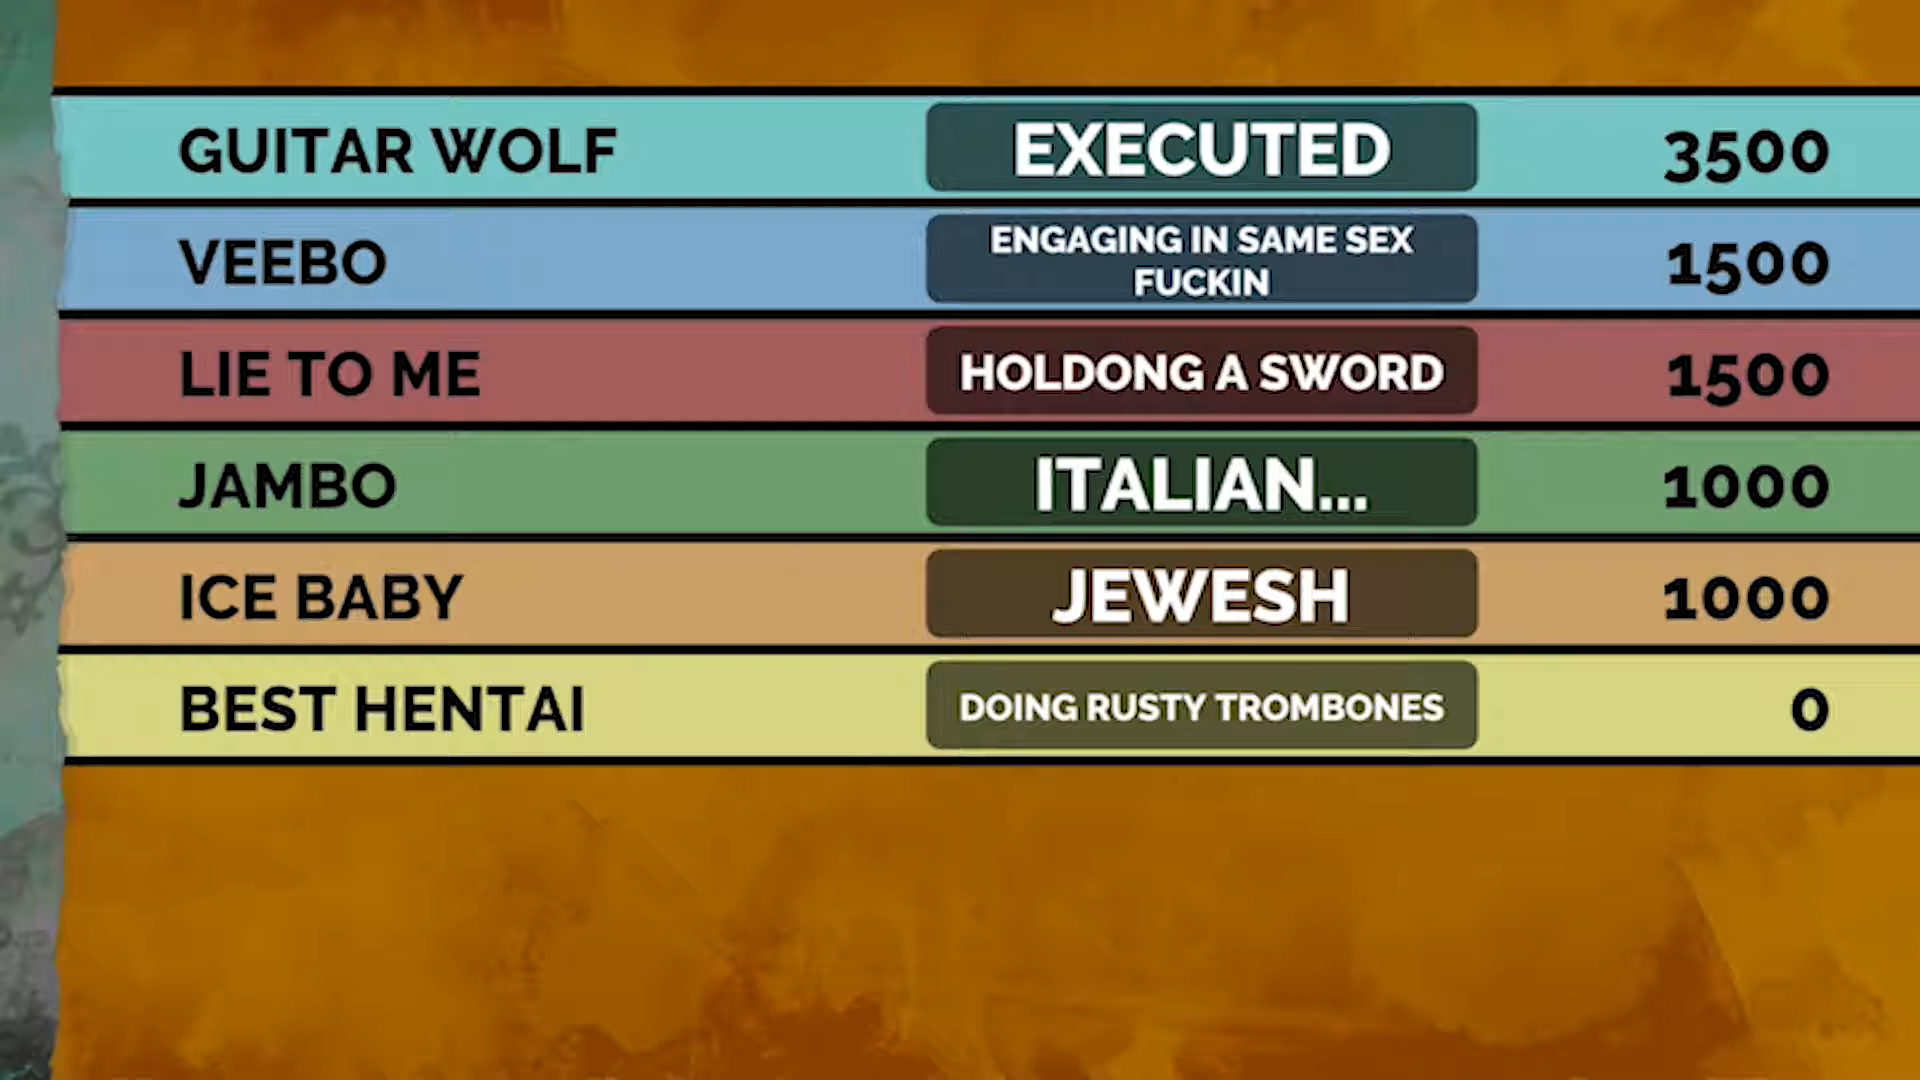 GUITAR WOLF EXECUTED 3500
VEEBO ENGAGING IN SAME SEX FUCKIN 1500
LIE TO ME HOLDONG A SWORD 1500
JAMBO ITALIAN... 1000
ICE BABY JEWESH 1000
BEST HENTAI DOING RUSTY TROMBONES 0